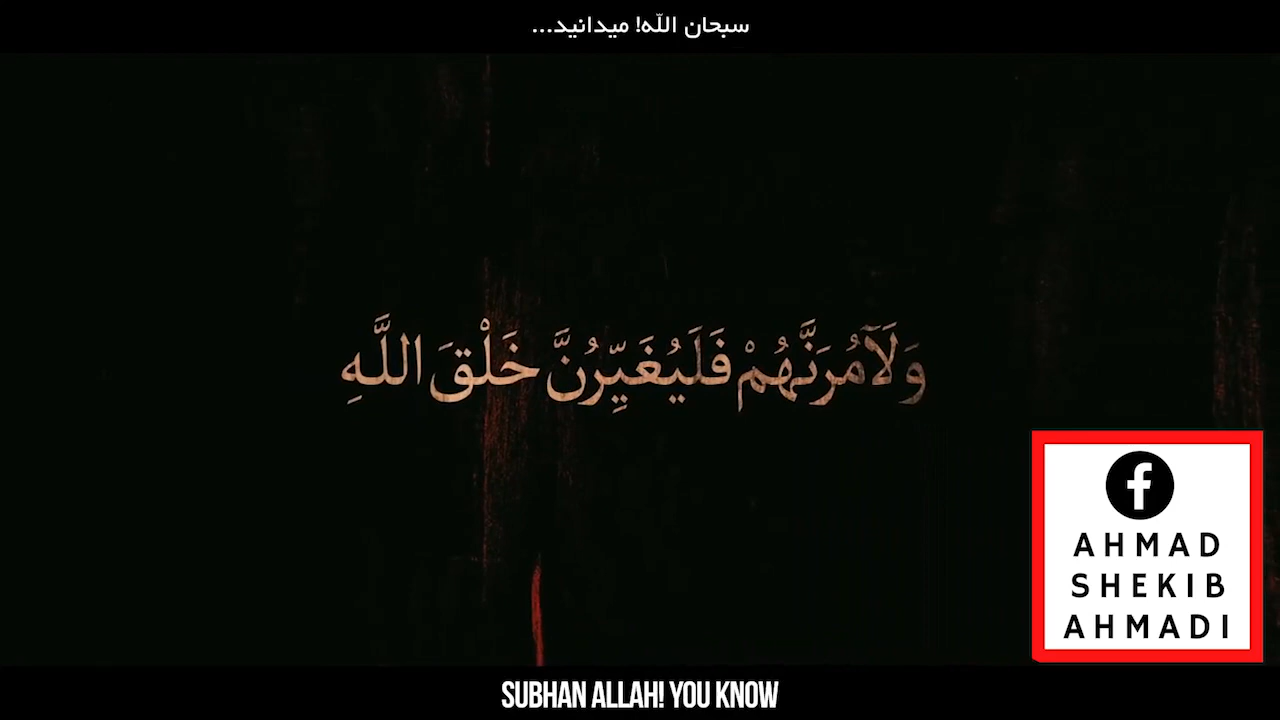 سبحان الله! میدانید...
وَلَآمُرَنَّهُمْ فَلَيُغَيِّرُنَّ خَلْقَ اللَّهِ
AHMAD
SHEKIB
AHMADI
SUBHAN ALLAH! YOU KNOW